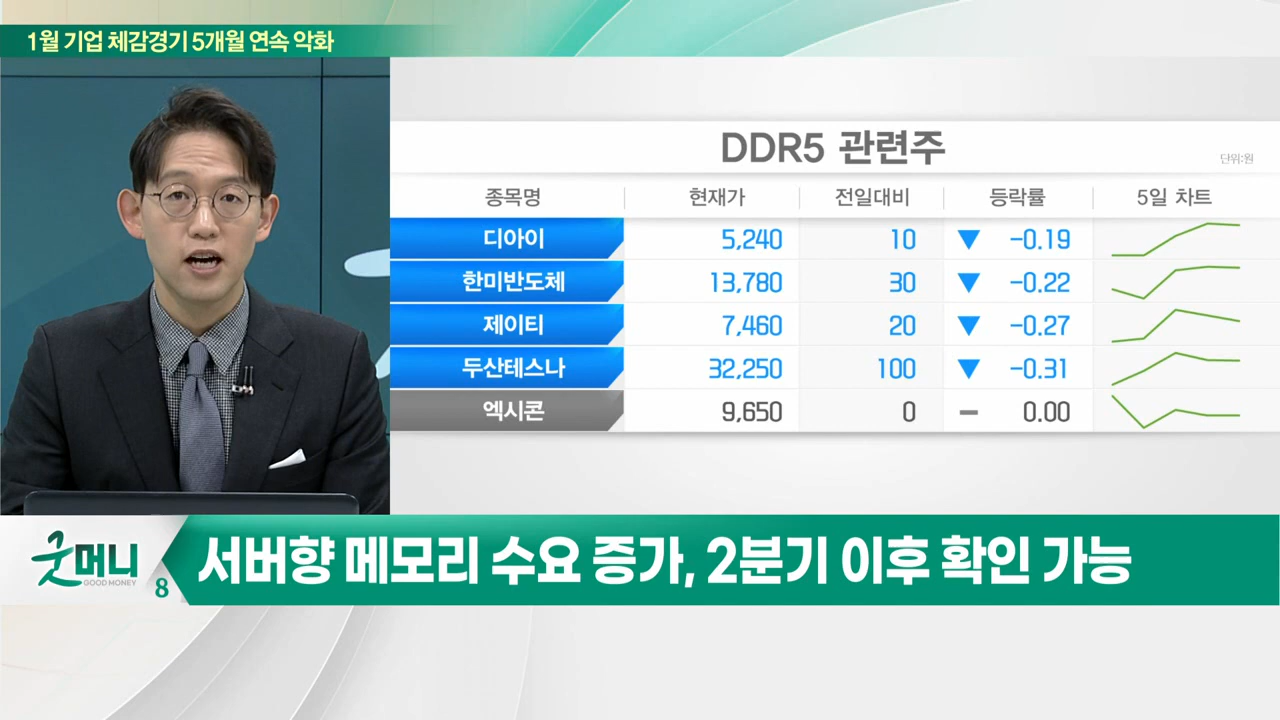 1월 기업 체감경기 5개월 연속 악화
DDR5 관련주
단위:원
종목명 현재가 전일대비 등락률 5일 차트
디아이 5,240 10 ▼ -0.19
한미반도체 13,780 30 ▼ -0.22
제이티 7,460 20 ▼ -0.27
두산테스나 32,250 100 ▼ -0.31
엑시콘 9,650 0 - 0.00
굿머니
GOOD MONEY
8
서버향 메모리 수요 증가, 2분기 이후 확인 가능